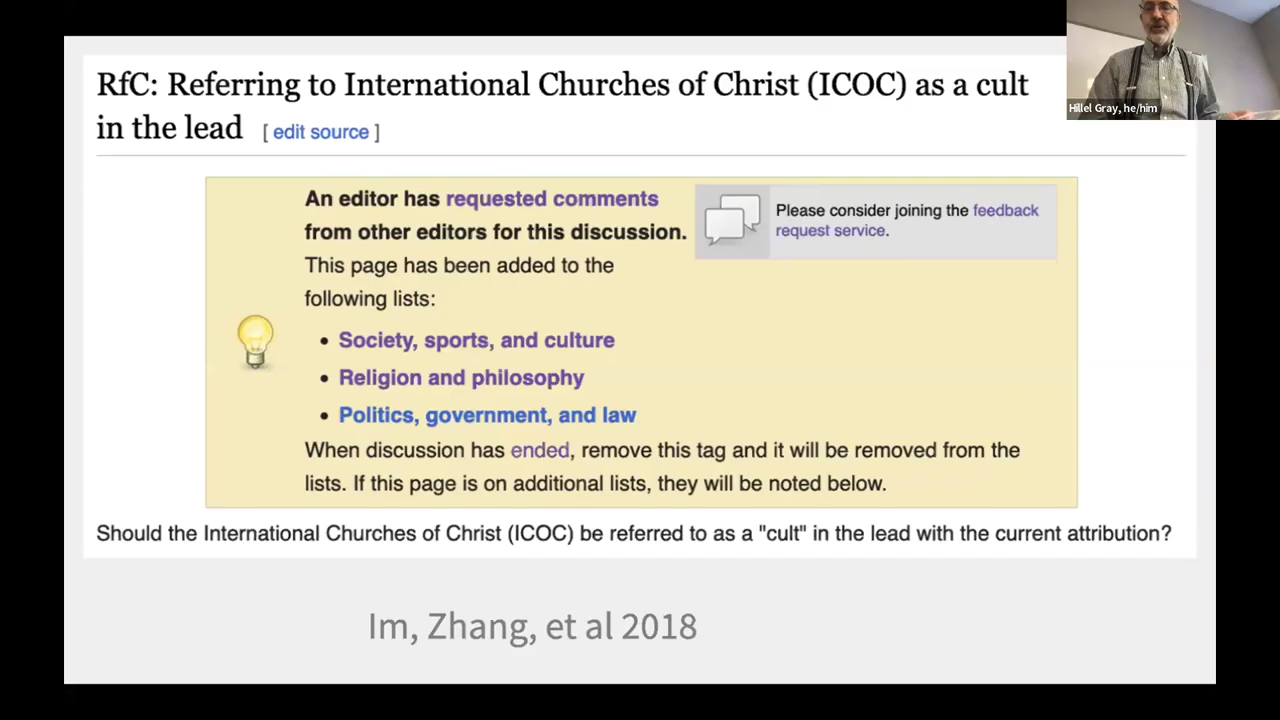 RfC: Referring to International Churches of Christ (ICOC) as a cult
in the lead [ edit source ]
An editor has requested comments
from other editors for this discussion.
This page has been added to the
following lists:
Please consider joining the feedback
request service.
• Society, sports, and culture
• Religion and philosophy
• Politics, government, and law
When discussion has ended, remove this tag and it will be removed from the
lists. If this page is on additional lists, they will be noted below.
Should the International Churches of Christ (ICOC) be referred to as a "cult" in the lead with the current attribution?
Im, Zhang, et al 2018
Hillel Gray, he/him